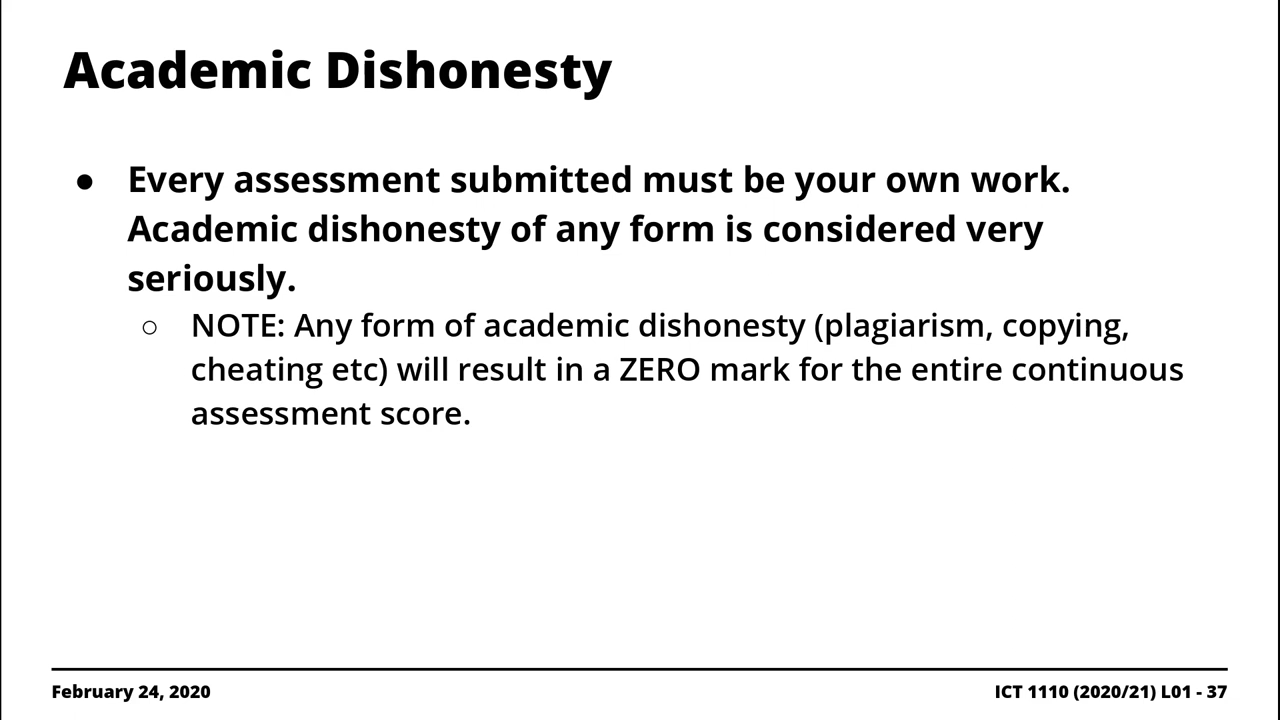 Academic Dishonesty
● Every assessment submitted must be your own work.
Academic dishonesty of any form is considered very
seriously.
○ NOTE: Any form of academic dishonesty (plagiarism, copying,
cheating etc) will result in a ZERO mark for the entire continuous
assessment score.
February 24, 2020
ICT 1110 (2020/21) L01 - 37